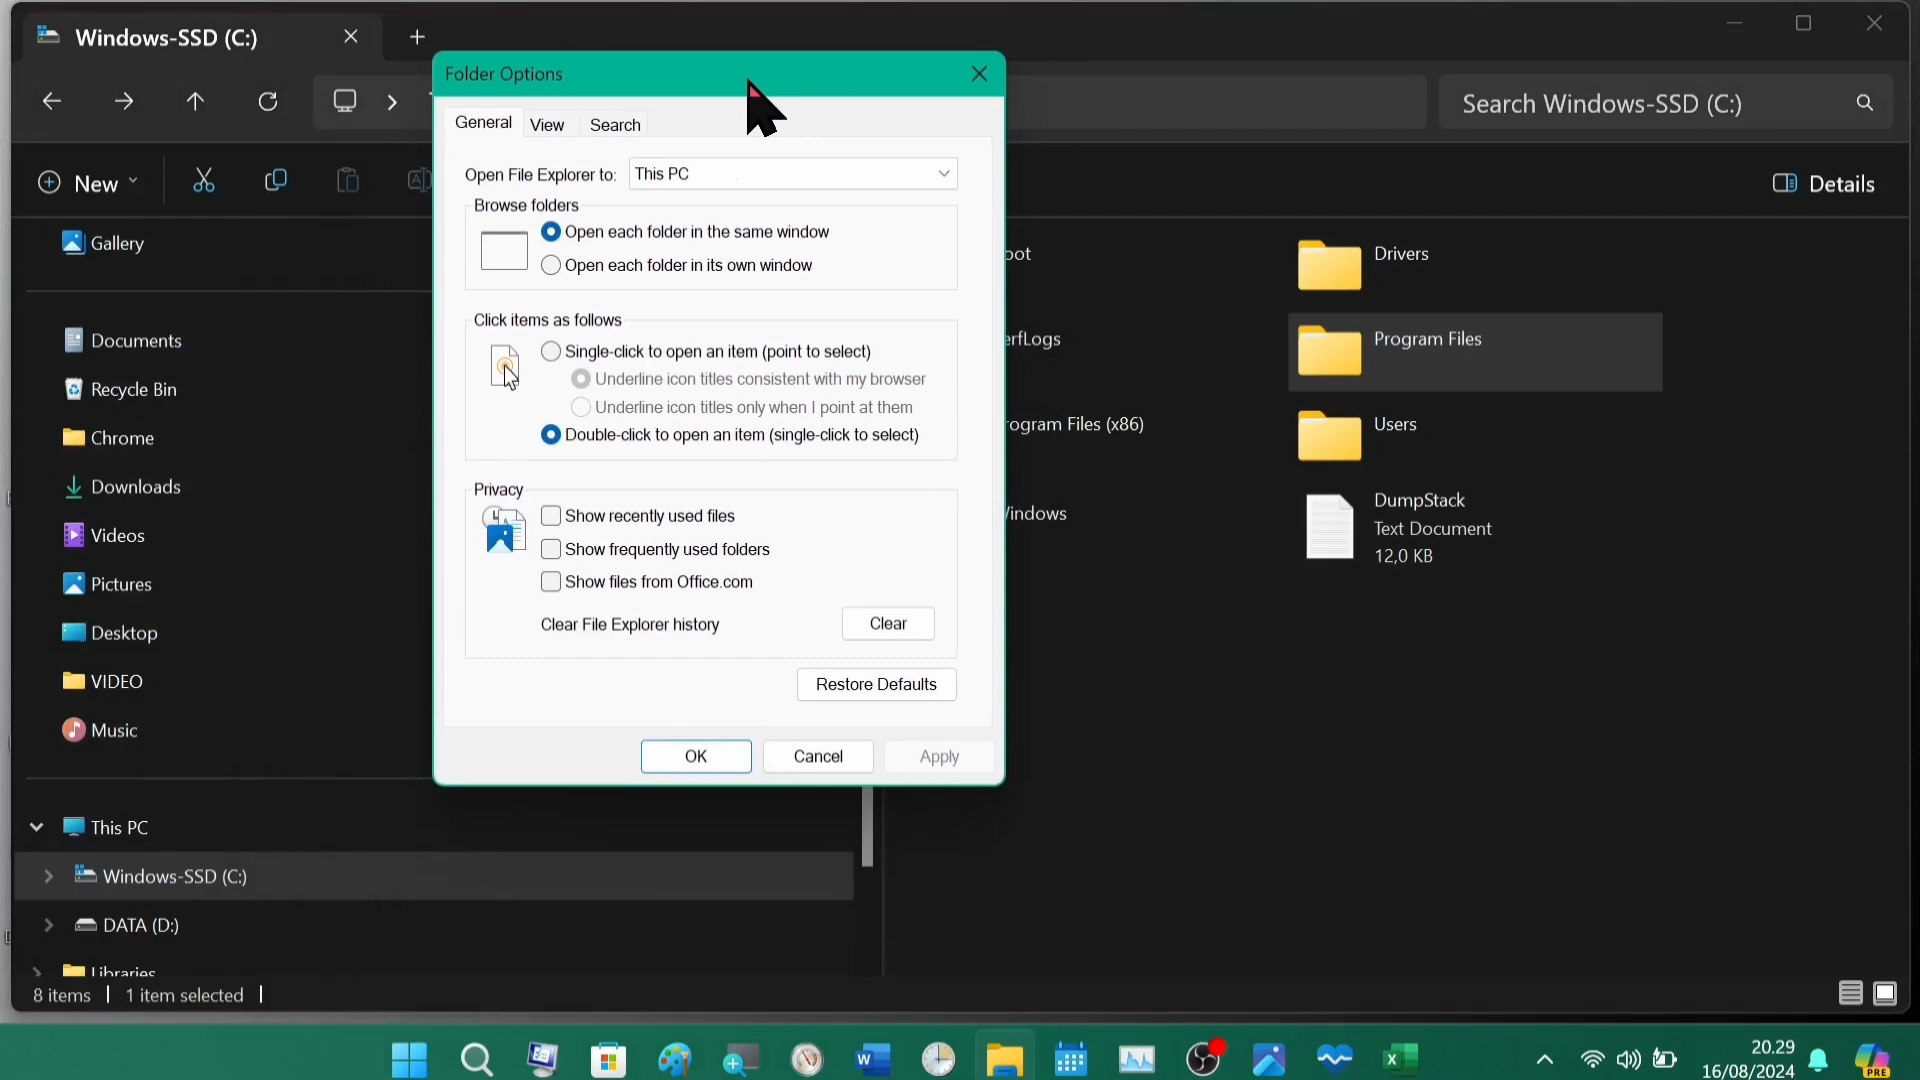 Windows-SSD (C:)
Search Windows-SSD (C:)
New
Details
Gallery
Documents
Recycle Bin
Chrome
Downloads
Videos
Pictures
Desktop
VIDEO
Music
This PC
Windows-SSD (C:)
DATA (D:)
Libraries
8 items
1 item selected
Folder Options
General
View
Search
Open File Explorer to:
This PC
Browse folders
Open each folder in the same window
Open each folder in its own window
Click items as follows
Single-click to open an item (point to select)
Underline icon titles consistent with my browser
Underline icon titles only when I point at them
Double-click to open an item (single-click to select)
Privacy
Show recently used files
Show frequently used folders
Show files from Office.com
Clear File Explorer history
Clear
Restore Defaults
OK
Cancel
Apply
oot
erfLogs
rogram Files (x86)
indows
Drivers
Program Files
Users
DumpStack
Text Document
12,0 KB
20.29
16/08/2024
PRE